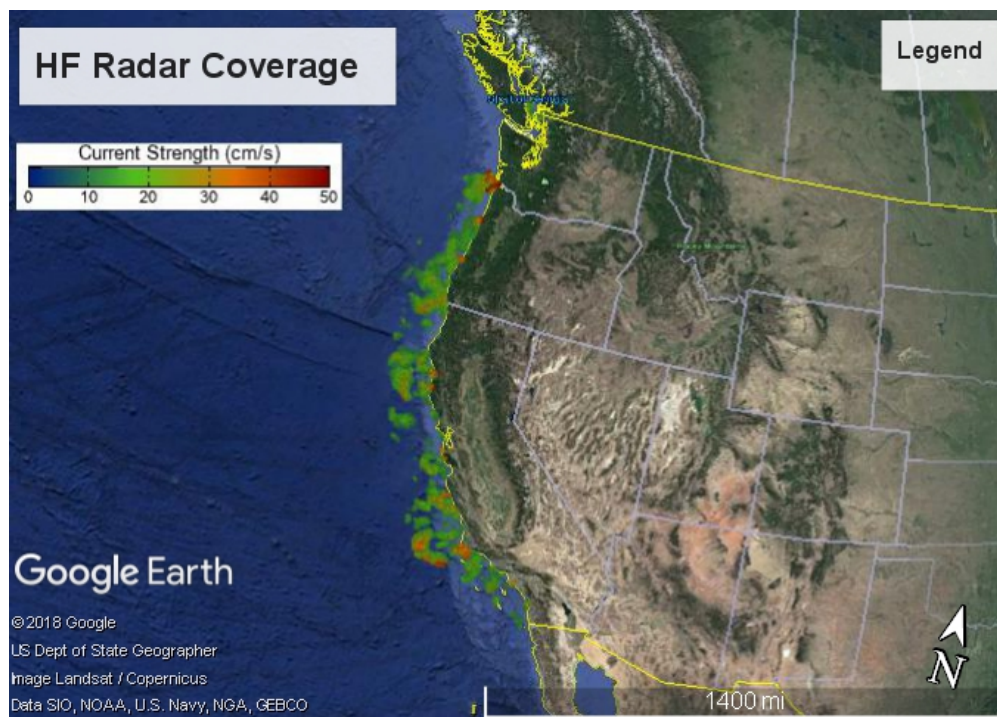 HF Radar Coverage
Legend
Current Strength (cm/s)
0 10 20 30 40 50
Google Earth
©2018 Google
US Dept of State Geographer
Image Landsat / Copernicus
Data SIO, NOAA, U.S. Navy, NGA, GEBCO
1400 mi
N